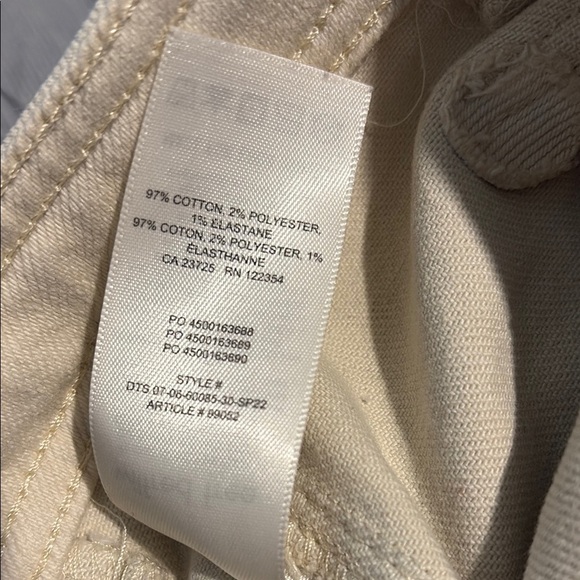 97% COTTON, 2% POLYESTER,
1% ELASTANE
97% COTON, 2% POLYESTER, 1%
ÉLASTHANNE
CA 23725 RN 122354
PO 4500163688
PO 4500163689
PO 4500163690
STYLE #
DTS 07-06-60085-30-SP22
ARTICLE # 89052